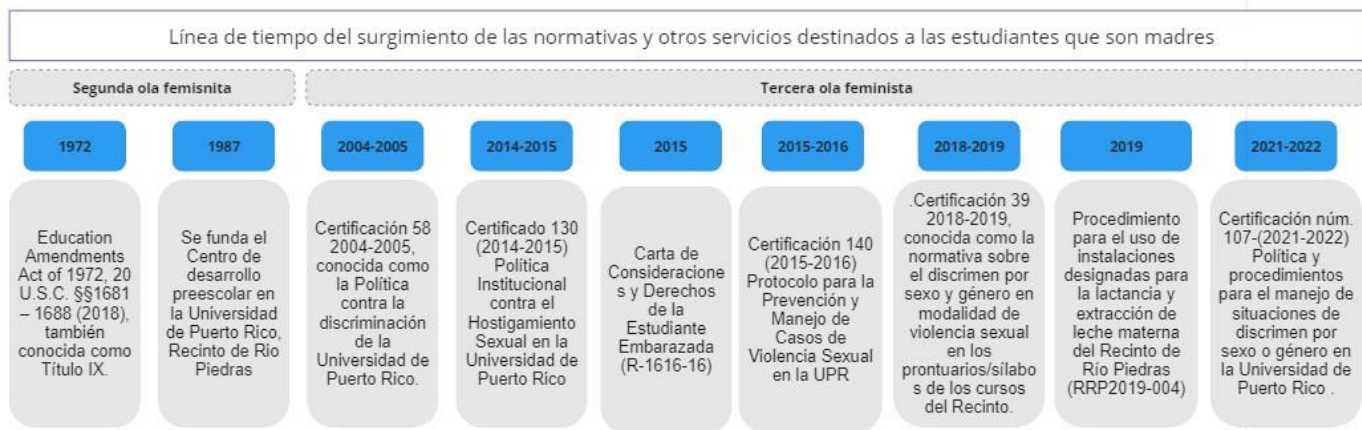 Línea de tiempo del surgimiento de las normativas y otros servicios destinados a las estudiantes que son madres
Segunda ola femisnita
Tercera ola feminista
1972
Education
Amendments
Act of 1972, 20
U.S.C. §§1681
– 1688 (2018),
también
conocida como
Título IX.
1987
Se funda el
Centro de
desarrollo
preescolar en
la Universidad
de Puerto Rico,
Recinto de Rio
Piedras
2004-2005
Certificación 58
2004-2005,
conocida como
la Política
contra la
discriminación
de la
Universidad de
Puerto Rico.
2014-2015
Certificado 130
(2014-2015)
Política
Institucional
contra el
Hostigamiento
Sexual en la
Universidad de
Puerto Rico
2015
Carta de
Consideracione
s y Derechos
de la
Estudiante
Embarazada
(R-1616-16)
2015-2016
Certificación 140
(2015-2016)
Protocolo para la
Prevención y
Manejo de
Casos de
Violencia Sexual
en la UPR
2018-2019
.Certificación 39
2018-2019,
conocida como la
normativa sobre
el discrimen por
sexo y género en
modalidad de
violencia sexual
en los
prontuarios/sílabo
s de los cursos
del Recinto.
2019
Procedimiento
para el uso de
instalaciones
designadas para
la lactancia y
extracción de
leche materna
del Recinto de
Río Piedras
(RRP2019-004)
2021-2022
Certificación núm.
107-(2021-2022)
Política y
procedimientos
para el manejo de
situaciones de
discrimen por
sexo o género en
la Universidad de
Puerto Rico .